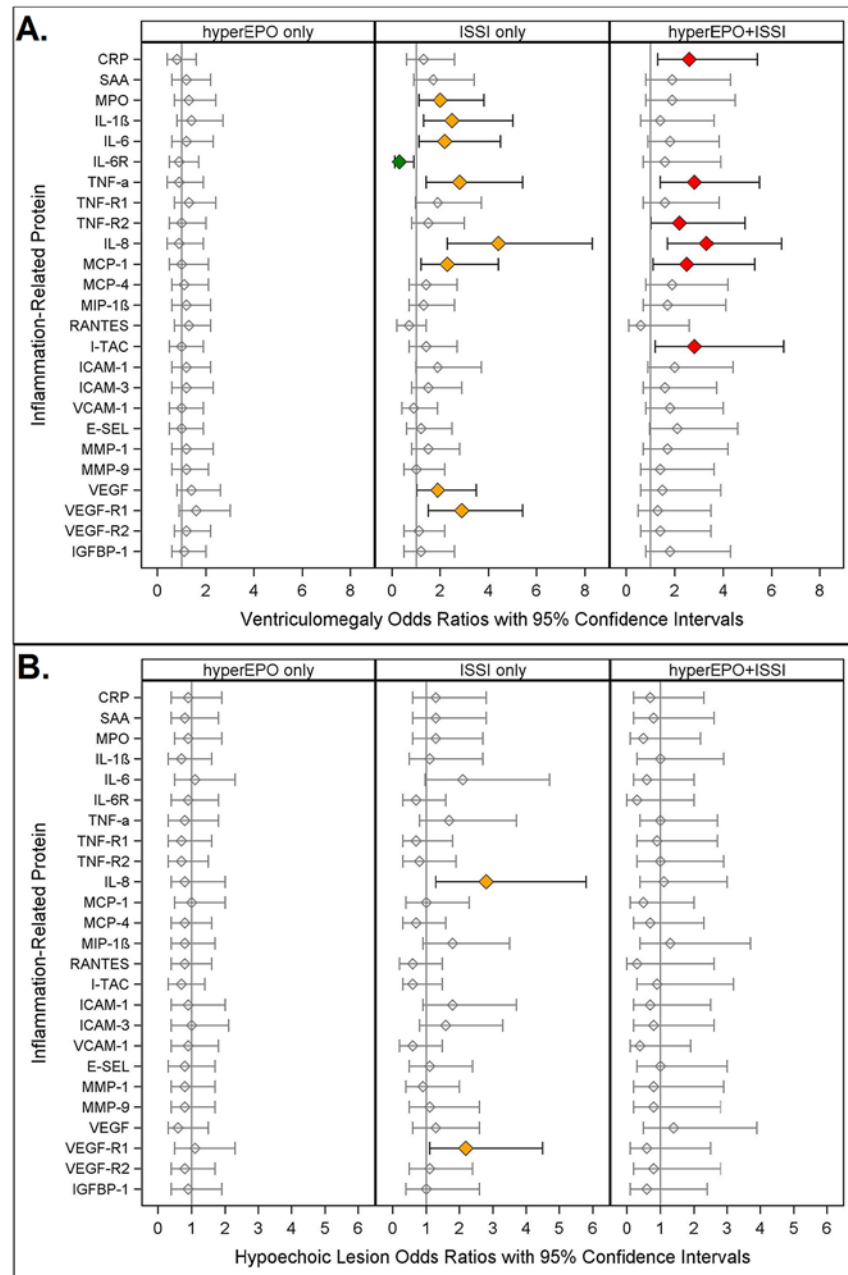 A.
hyperEPO only ISSI only hyperEPO+ISSI
Inflammation-Related Protein
CRP
SAA
MPO
IL-1ß
IL-6
IL-6R
TNF-a
TNF-R1
TNF-R2
IL-8
MCP-1
MCP-4
MIP-1ß
RANTES
I-TAC
ICAM-1
ICAM-3
VCAM-1
E-SEL
MMP-1
MMP-9
VEGF
VEGF-R1
VEGF-R2
IGFBP-1
0 2 4 6 8 0 2 4 6 8 0 2 4 6 8
Ventriculomegaly Odds Ratios with 95% Confidence Intervals
B.
hyperEPO only ISSI only hyperEPO+ISSI
Inflammation-Related Protein
CRP
SAA
MPO
IL-1ß
IL-6
IL-6R
TNF-a
TNF-R1
TNF-R2
IL-8
MCP-1
MCP-4
MIP-1ß
RANTES
I-TAC
ICAM-1
ICAM-3
VCAM-1
E-SEL
MMP-1
MMP-9
VEGF
VEGF-R1
VEGF-R2
IGFBP-1
0 1 2 3 4 5 6 0 1 2 3 4 5 6 0 1 2 3 4 5 6
Hypoechoic Lesion Odds Ratios with 95% Confidence Intervals